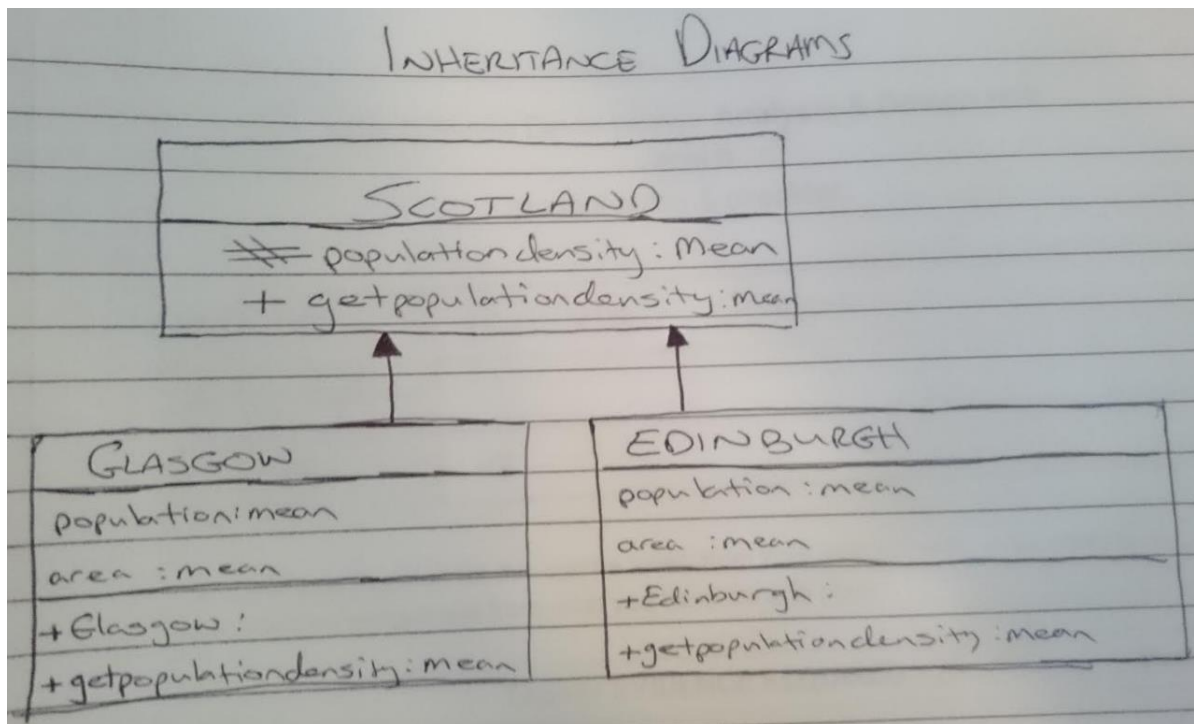 INHERITANCE DIAGRAMS
SCOTLAND
# populationdensity: Mean
+ getpopulationdensity:mean
GLASGOW
population:mean
area : mean
+Glasgow :
+getpopulationdensity: mean
EDINBURGH
population : mean
area : mean
+Edinburgh :
+getpopulationdensity : mean